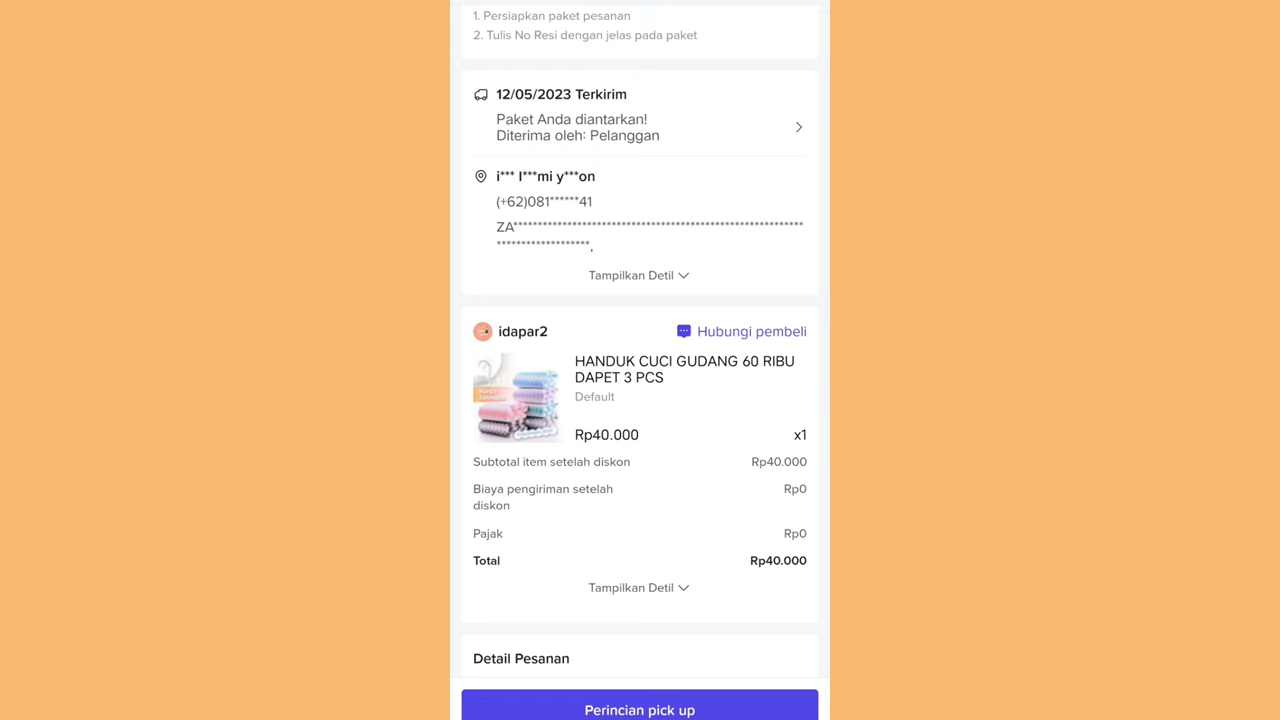 1. Persiapkan paket pesanan
2. Tulis No Resi dengan jelas pada paket
12/05/2023 Terkirim
Paket Anda diantarkan!
Diterima oleh: Pelanggan
i*** I***mi y***on
(+62)081******41
ZA***********************************************************
*******************,
Tampilkan Detil
idapar2
Hubungi pembeli
HANDUK CUCI GUDANG 60 RIBU
DAPET 3 PCS
Default
Rp40.000 x1
Subtotal item setelah diskon Rp40.000
Biaya pengiriman setelah Rp0
diskon
Pajak Rp0
Total Rp40.000
Tampilkan Detil
Detail Pesanan
Perincian pick up